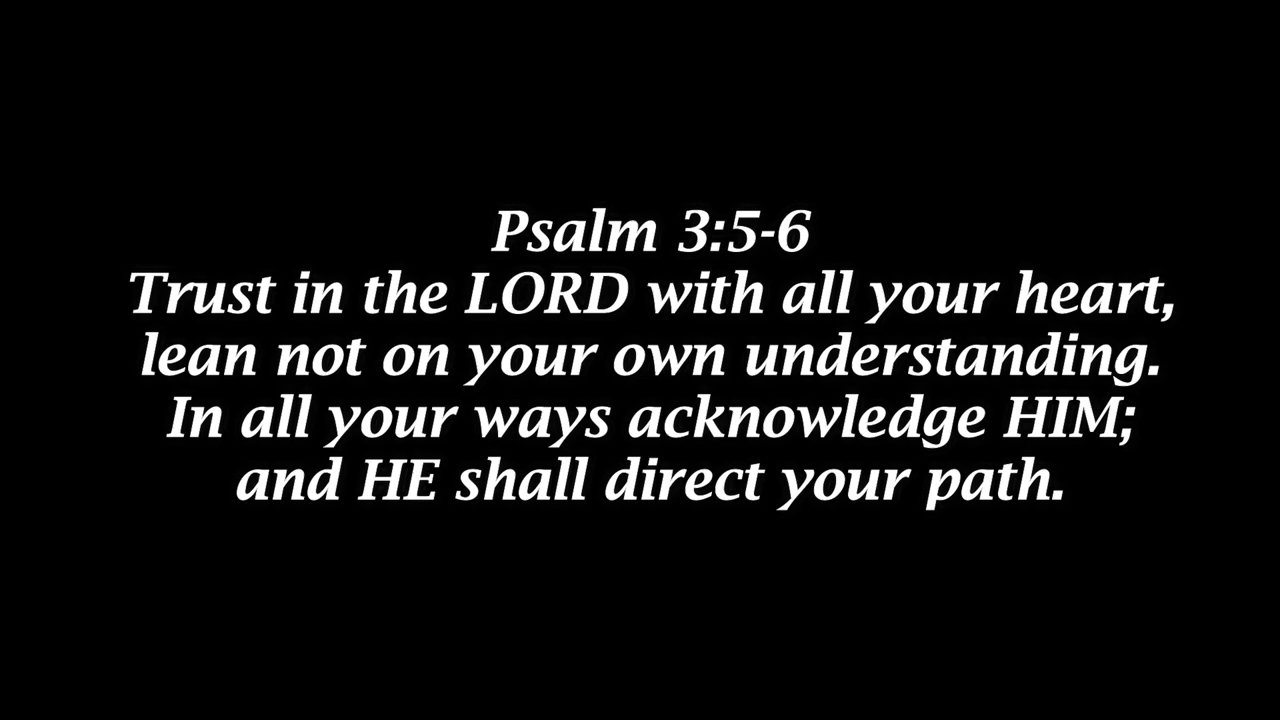 Psalm 3:5-6
Trust in the LORD with all your heart,
lean not on your own understanding.
In all your ways acknowledge HIM;
and HE shall direct your path.